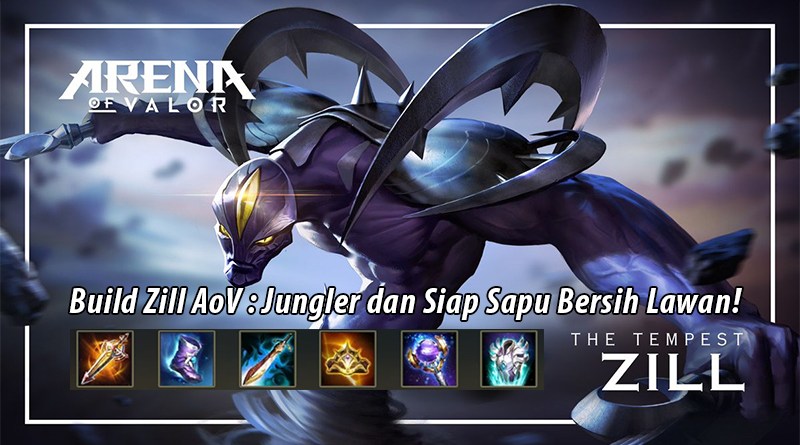 ARENA
OF VALOR
Build Zill AoV : Jungler dan Siap Sapu Bersih Lawan!
THE TEMPEST
ZILL